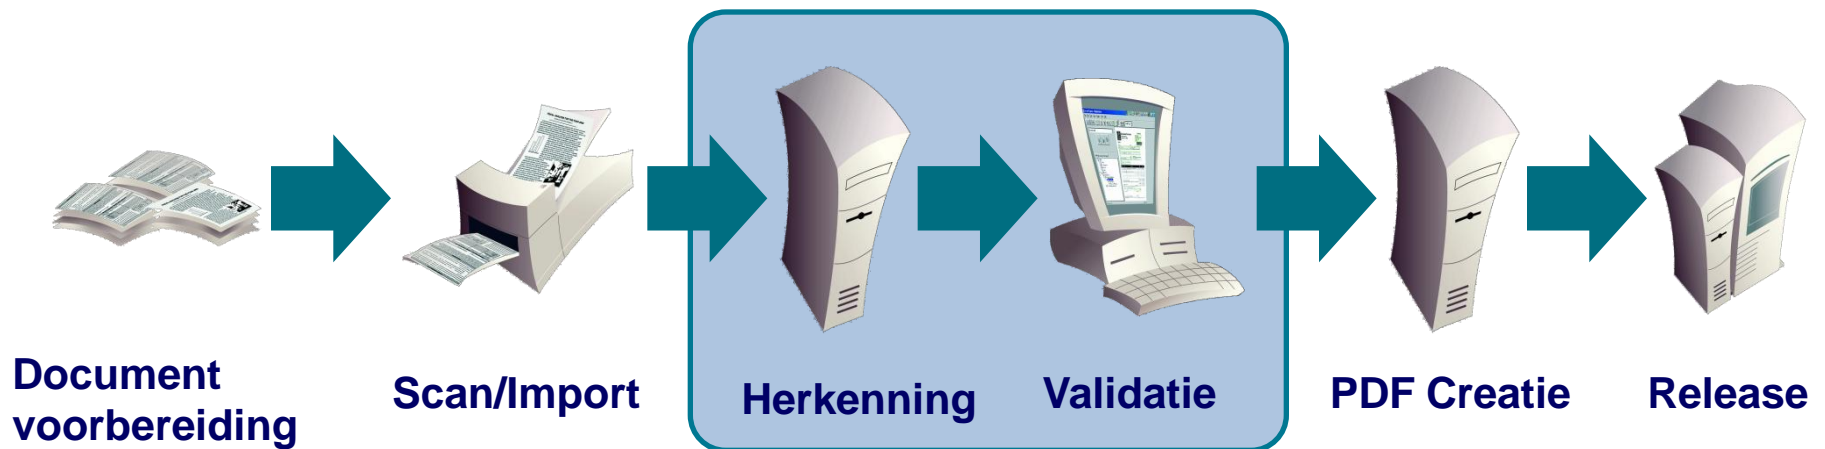 Document
voorbereiding
Scan/Import
Herkenning
Validatie
PDF Creatie
Release